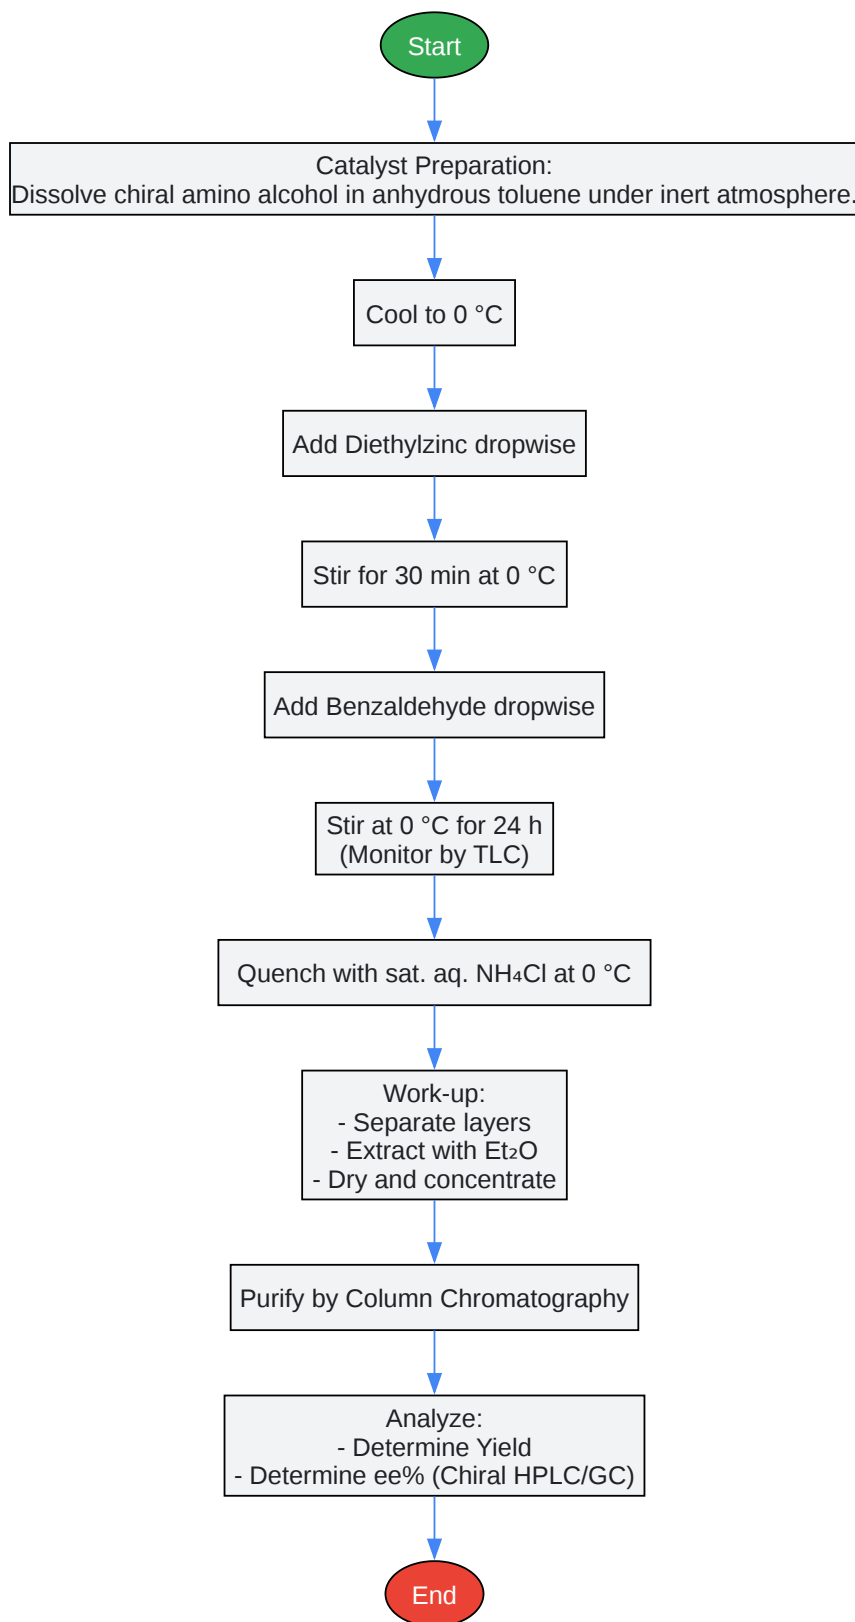 Start
Catalyst Preparation:
Dissolve chiral amino alcohol in anhydrous toluene under inert atmosphere.
Cool to 0 °C
Add Diethylzinc dropwise
Stir for 30 min at 0 °C
Add Benzaldehyde dropwise
Stir at 0 °C for 24 h
(Monitor by TLC)
Quench with sat. aq. NH₄Cl at 0 °C
Work-up:
- Separate layers
- Extract with Et₂O
- Dry and concentrate
Purify by Column Chromatography
Analyze:
- Determine Yield
- Determine ee% (Chiral HPLC/GC)
End